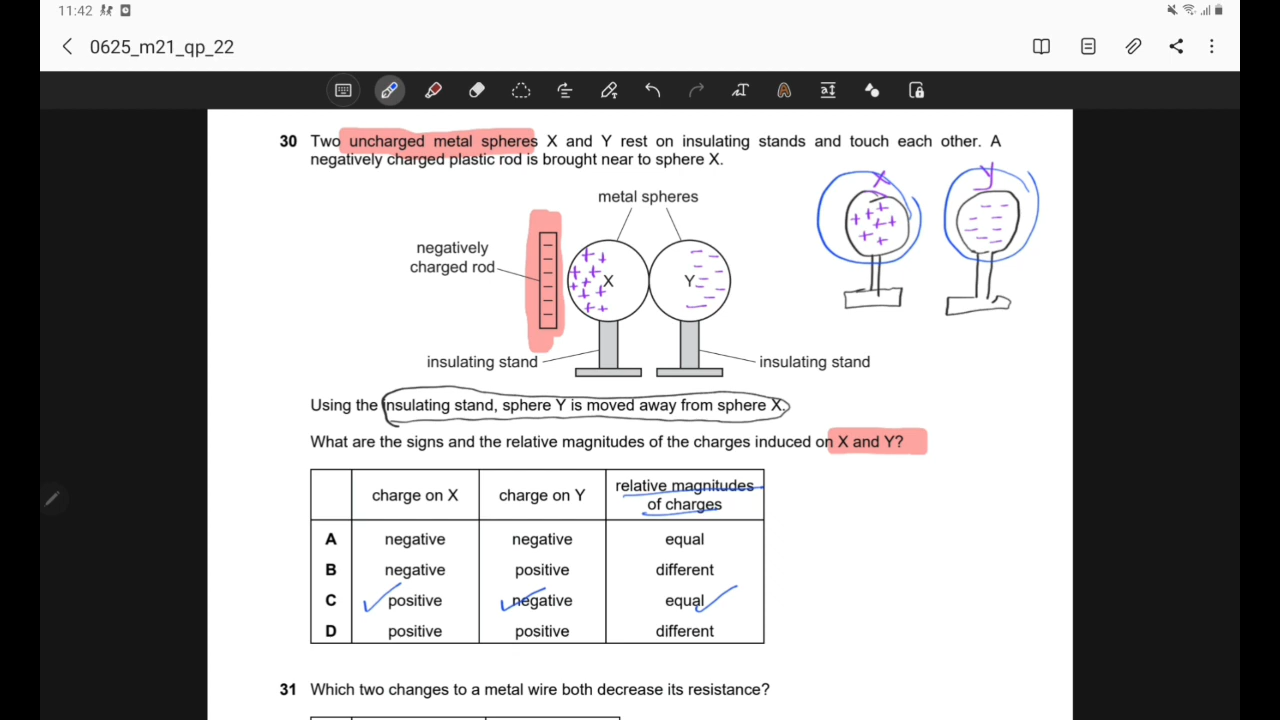 11:42
0625_m21_qp_22
30 Two uncharged metal spheres X and Y rest on insulating stands and touch each other. A
negatively charged plastic rod is brought near to sphere X.
X y
metal spheres
negatively
charged rod
X Y
insulating stand insulating stand
Using the insulating stand, sphere Y is moved away from sphere X.
What are the signs and the relative magnitudes of the charges induced on X and Y?
charge on X charge on Y relative magnitudes
of charges
A negative negative equal
B negative positive different
C positive negative equal
D positive positive different
31 Which two changes to a metal wire both decrease its resistance?